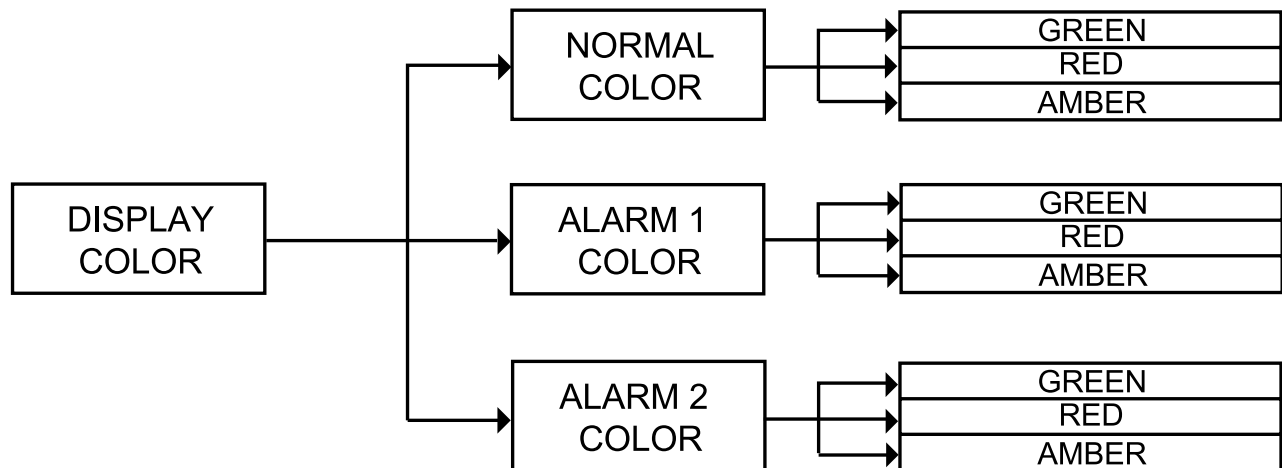 DISPLAY
COLOR
NORMAL
COLOR
GREEN
RED
AMBER
ALARM 1
COLOR
GREEN
RED
AMBER
ALARM 2
COLOR
GREEN
RED
AMBER